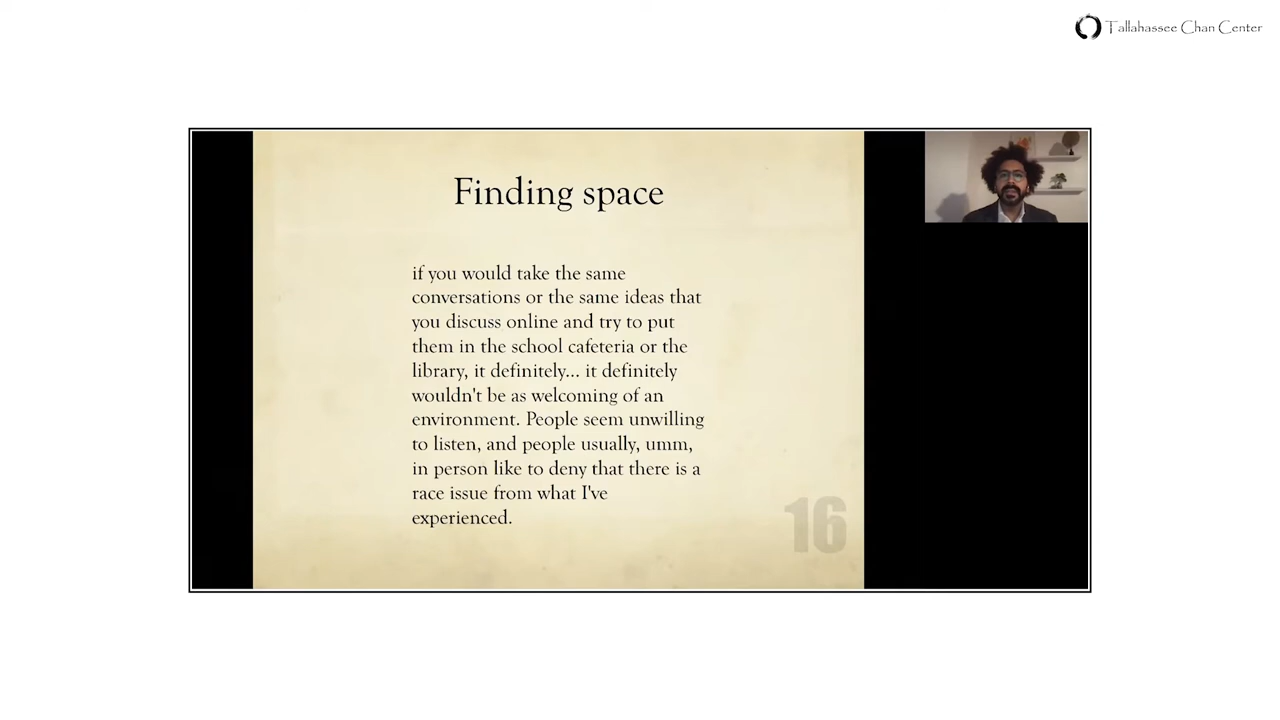 Tallahassee Chan Center
Finding space
if you would take the same
conversations or the same ideas that
you discuss online and try to put
them in the school cafeteria or the
library, it definitely... it definitely
wouldn't be as welcoming of an
environment. People seem unwilling
to listen, and people usually, umm,
in person like to deny that there is a
race issue from what I've
experienced.
16